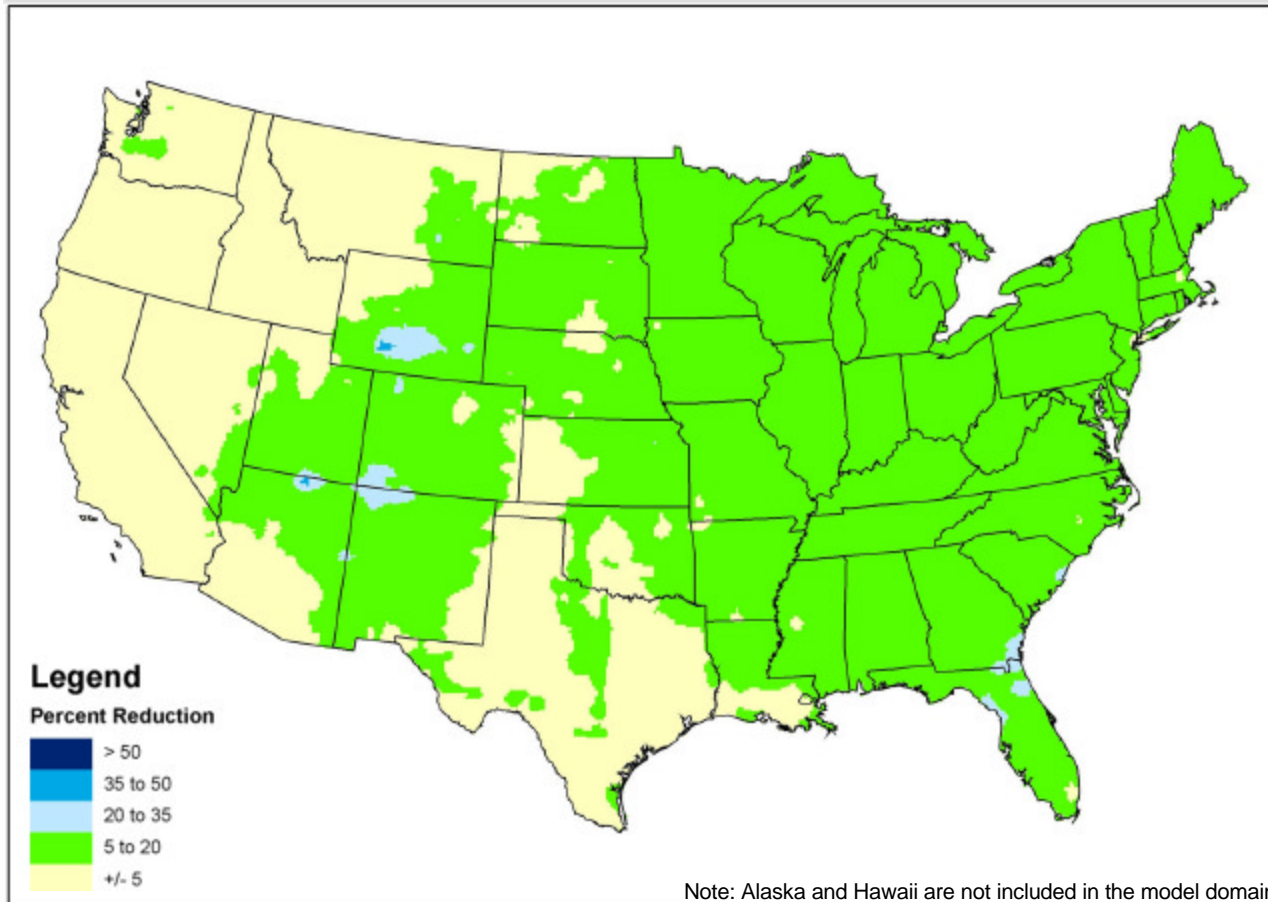 Legend
Percent Reduction
> 50
35 to 50
20 to 35
5 to 20
+/- 5
Note: Alaska and Hawaii are not included in the model domain